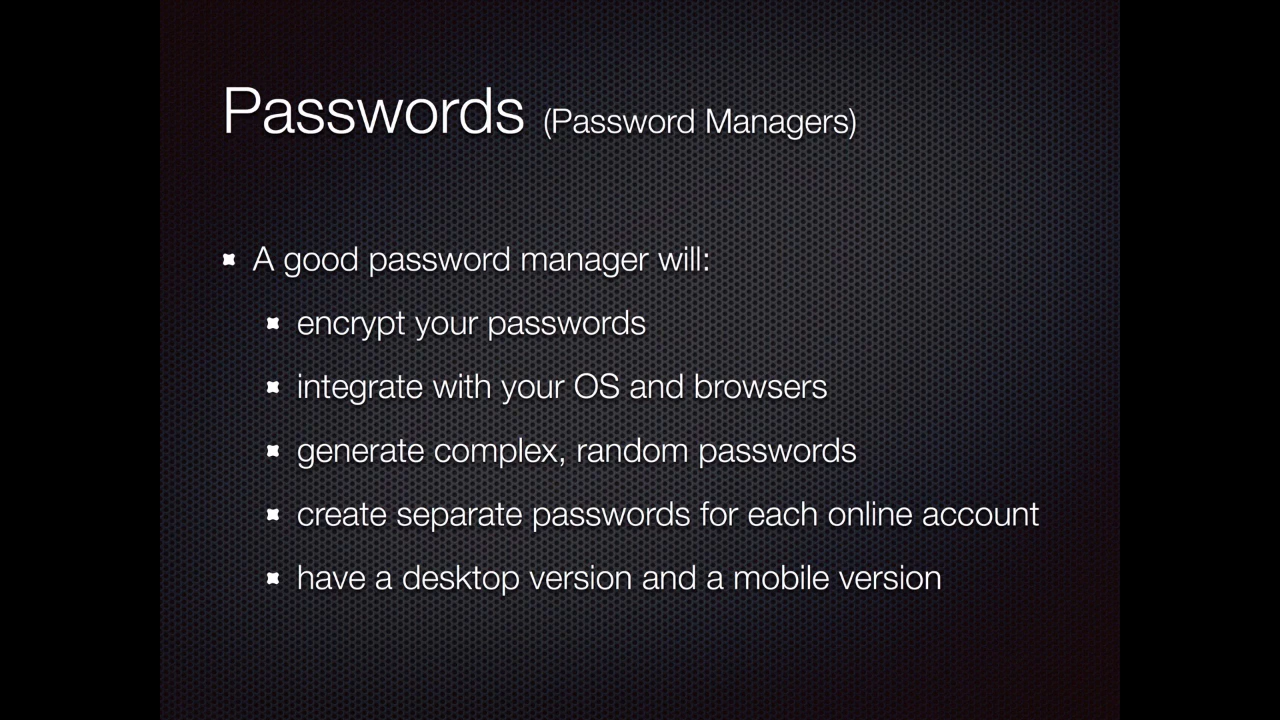 Passwords (Password Managers)
A good password manager will:
encrypt your passwords
integrate with your OS and browsers
generate complex, random passwords
create separate passwords for each online account
have a desktop version and a mobile version